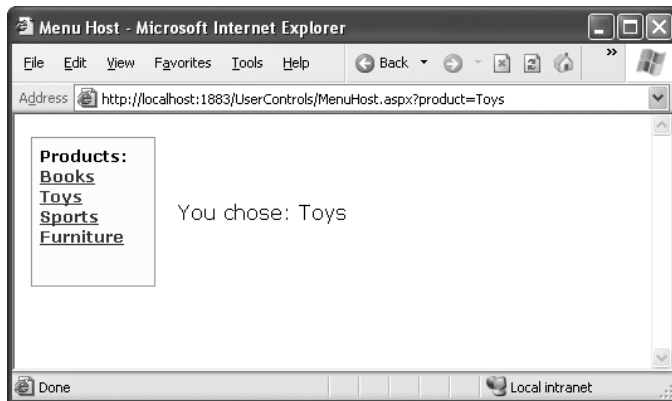 Menu Host - Microsoft Internet Explorer
File Edit View Favorites Tools Help Back »
Address http://localhost:1883/UserControls/MenuHost.aspx?product=Toys
Products:
Books
Toys
Sports
Furniture
You chose: Toys
Done Local intranet